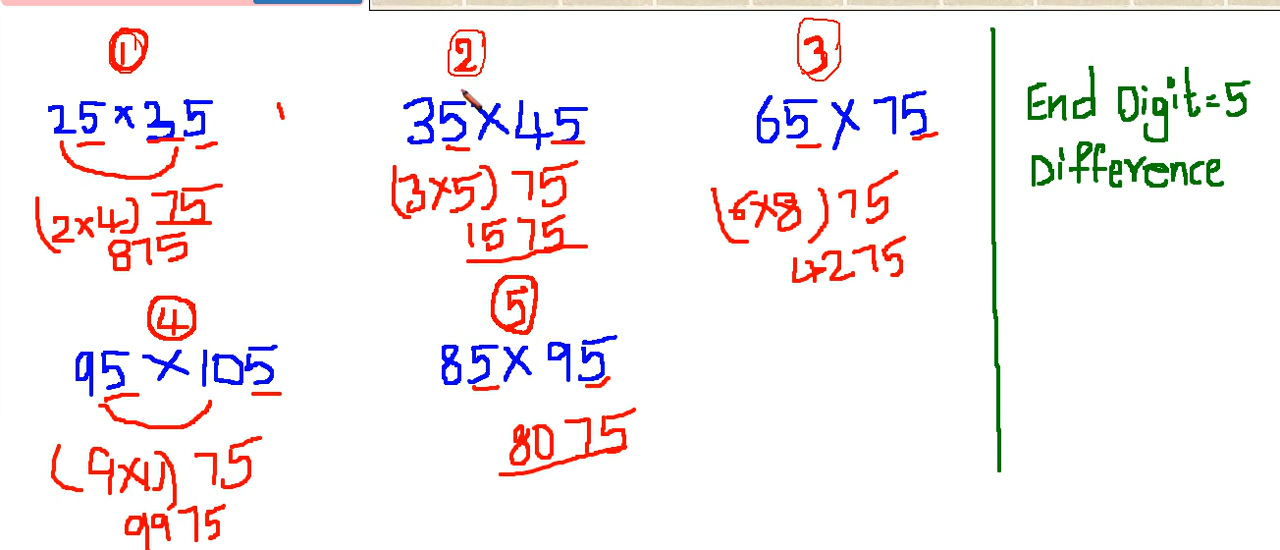 1
25 × 35
(2×4) 75
875
2
35 × 45
(3×5) 75
1575
3
65 × 75
(6×8) 75
4275
4
95 × 105
(9×11) 75
9975
5
85 × 95
8075
End Digit = 5
Difference